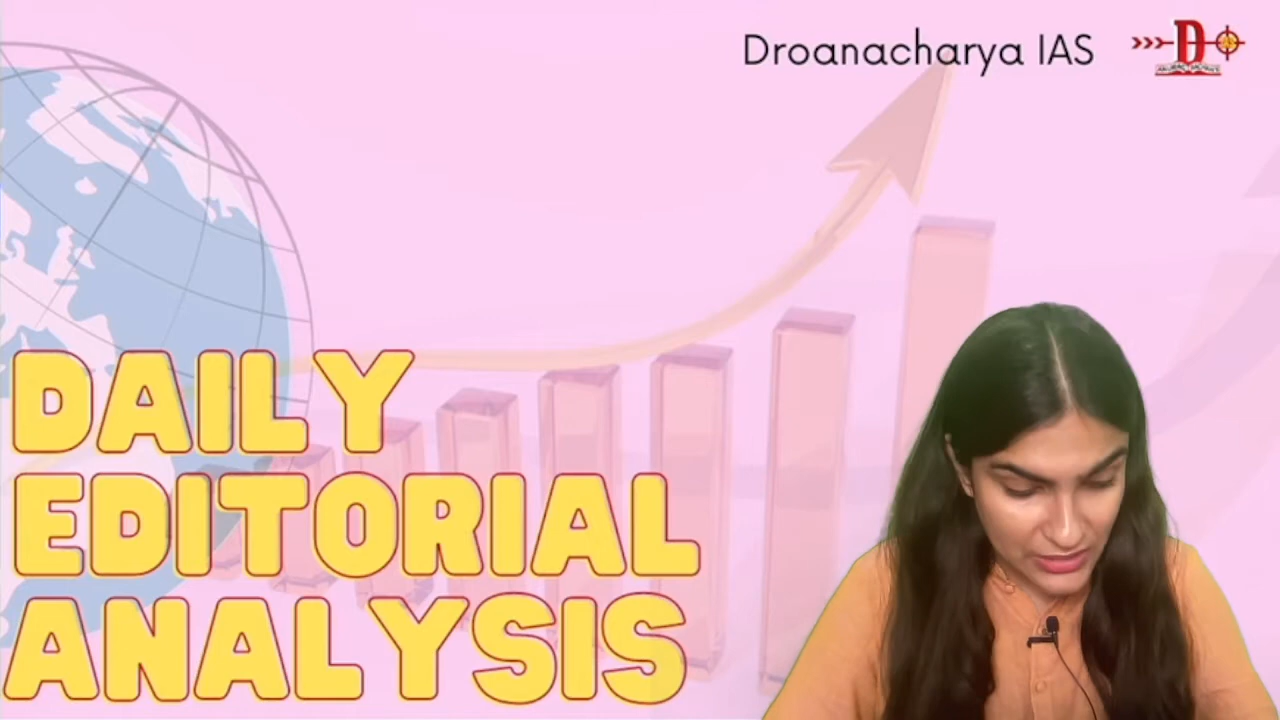 Droanacharya IAS
D
DAILY
EDITORIAL
ANALYSIS